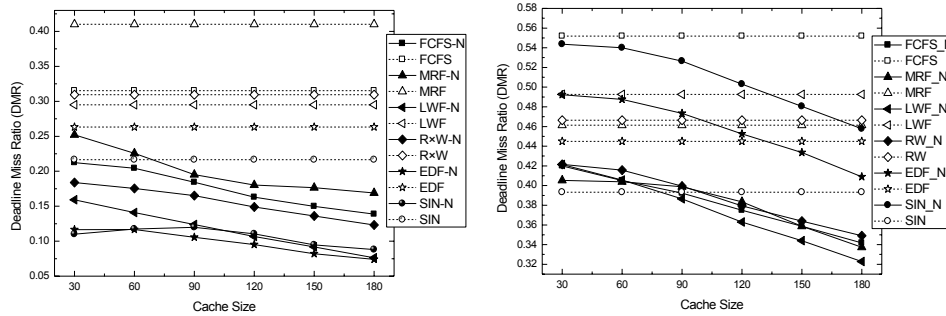 Deadline Miss Ratio (DMR)
0.40
0.35
0.30
0.25
0.20
0.15
0.10
0.05
30 60 90 120 150 180
Cache Size
FCFS-N
FCFS
MRF-N
MRF
LWF-N
LWF
R×W-N
R×W
EDF-N
EDF
SIN-N
SIN
Deadline Miss Ratio (DMR)
0.58
0.56
0.54
0.52
0.50
0.48
0.46
0.44
0.42
0.40
0.38
0.36
0.34
0.32
30 60 90 120 150 180
Cache Size
FCFS
MRF_N
MRF
LWF_N
LWF
RW_N
RW
EDF_N
EDF
SIN_N
SIN